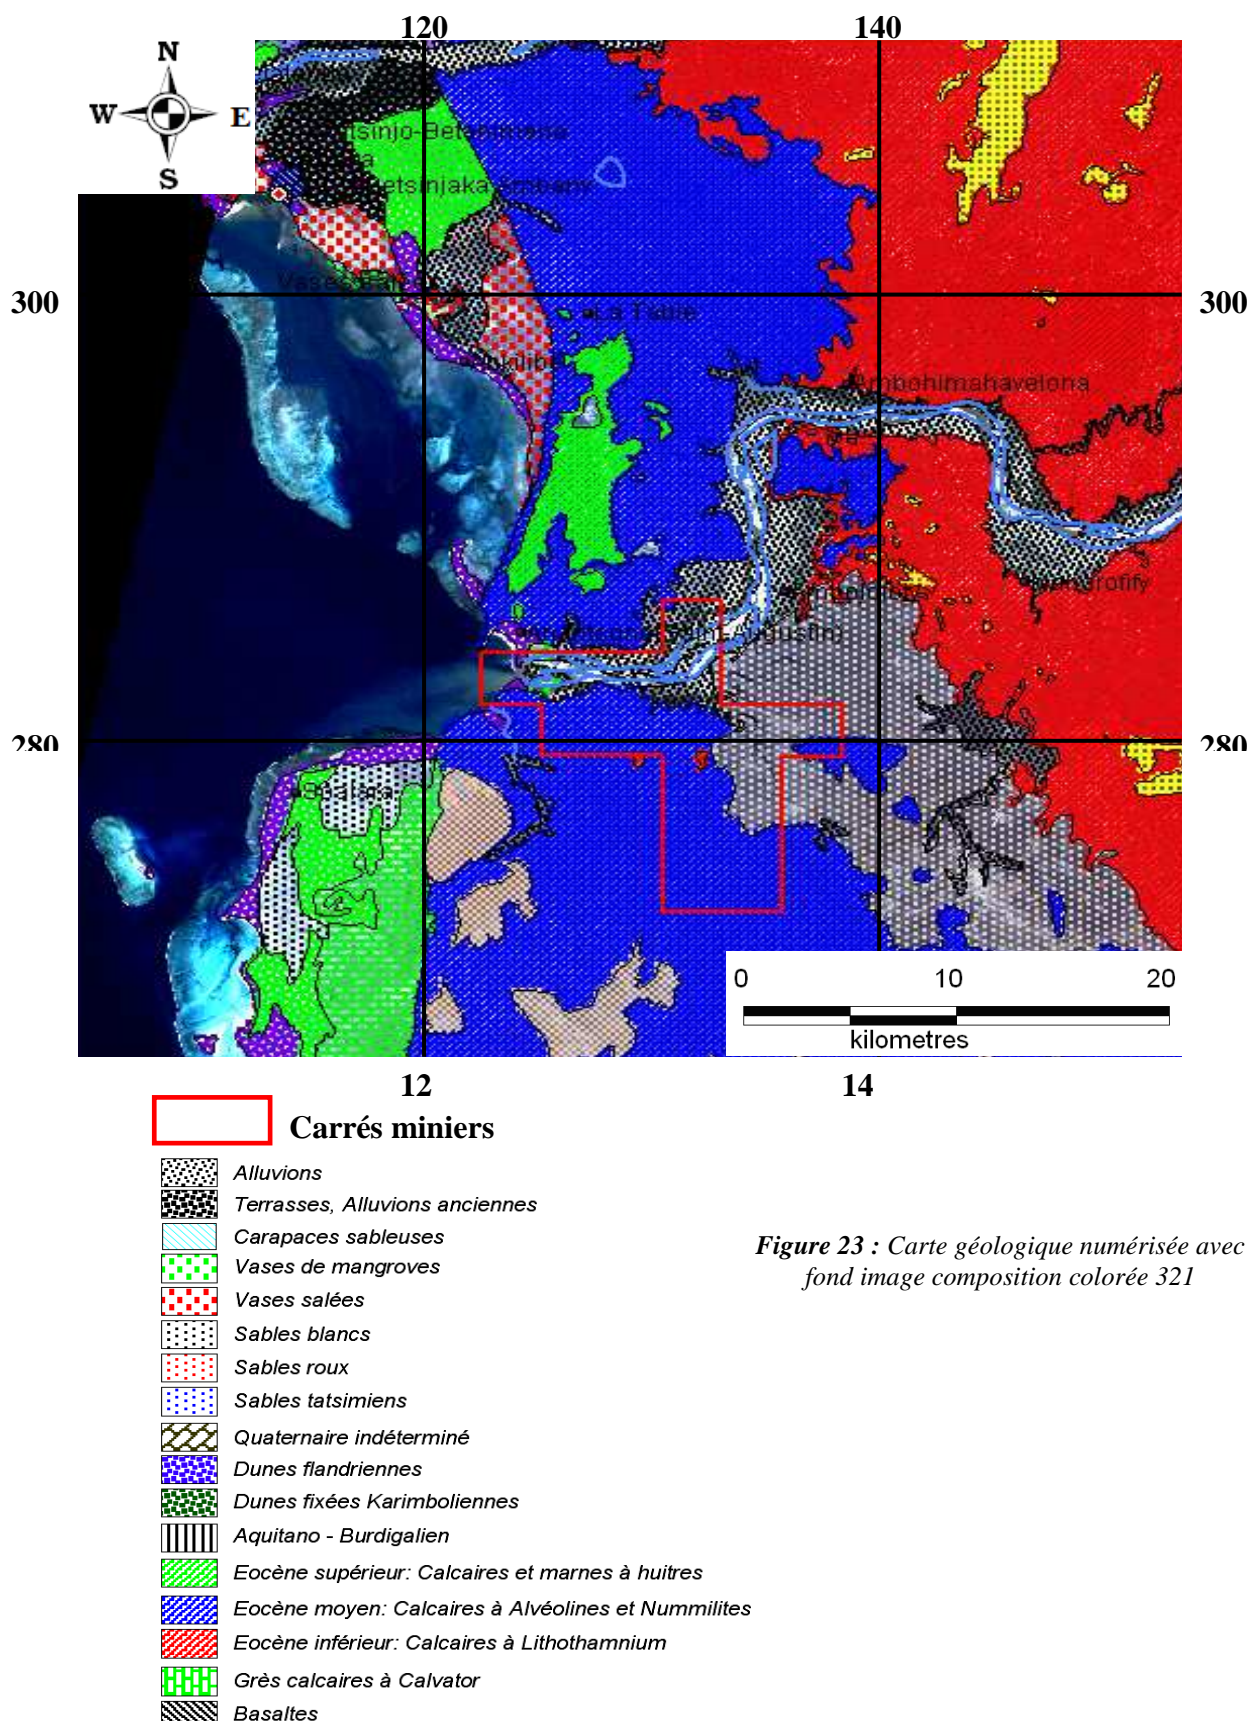 120 140
N
W E
S
La Table
300 300
280 280
0 10 20
kilometres
12 14
Carrés miniers
Alluvions
Terrasses, Alluvions anciennes
Carapaces sableuses
Vases de mangroves
Vases salées
Sables blancs
Sables roux
Sables tatsimiens
Quaternaire indéterminé
Dunes flandriennes
Dunes fixées Karimboliennes
Aquitano - Burdigalien
Eocène supérieur: Calcaires et marnes à huitres
Eocène moyen: Calcaires à Alvéolines et Nummilites
Eocène inférieur: Calcaires à Lithothamnium
Grès calcaires à Calvator
Basaltes
Figure 23 : Carte géologique numérisée avec
fond image composition colorée 321